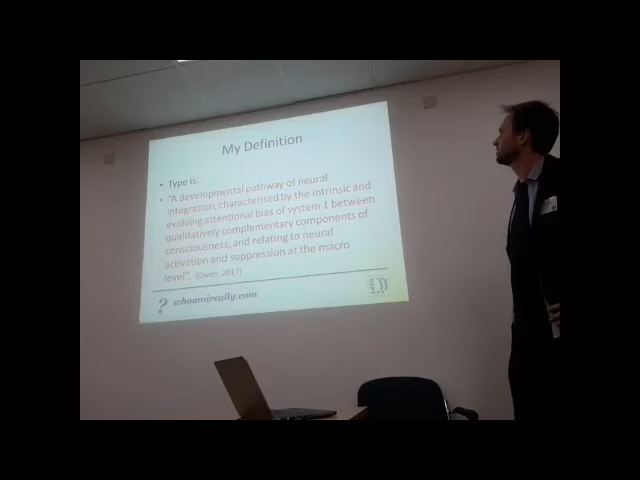 My Definition
• Type is:
• "A developmental pathway of neural
integration, characterised by the intrinsic and
evolving attentional bias of system 1 between
qualitatively complementary components of
consciousness, and relating to neural
activation and suppression at the macro
level". [Owen, 2017]
? whoamireally.com